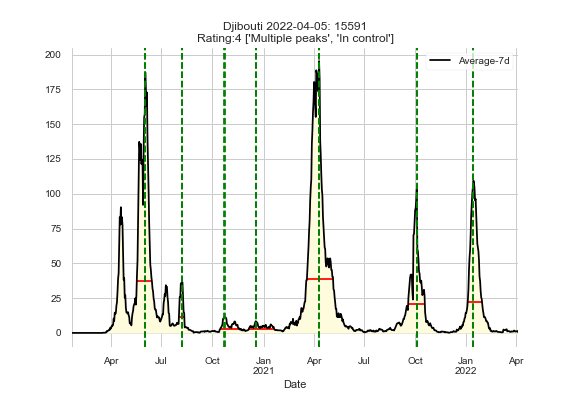 Djibouti 2022-04-05: 15591
Rating:4 ['Multiple peaks', 'In control']
Average-7d
200
175
150
125
100
75
50
25
0
Apr Jul Oct Jan Apr Jul Oct Jan Apr
2021 2022
Date